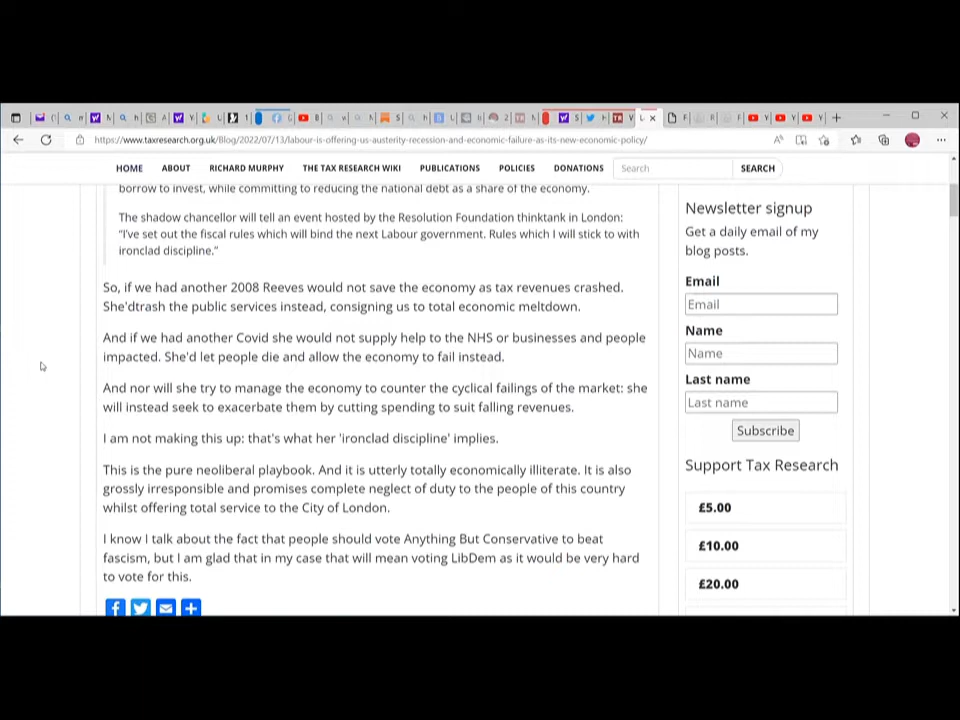 https://www.taxresearch.org.uk/Blog/2022/07/13/labour-is-offering-us-austerity-recession-and-economic-failure-as-its-new-economic-policy/
HOME ABOUT RICHARD MURPHY THE TAX RESEARCH WIKI PUBLICATIONS POLICIES DONATIONS Search SEARCH
borrow to invest, while committing to reducing the national debt as a share of the economy.
The shadow chancellor will tell an event hosted by the Resolution Foundation thinktank in London:
“I’ve set out the fiscal rules which will bind the next Labour government. Rules which I will stick to with
ironclad discipline.”
So, if we had another 2008 Reeves would not save the economy as tax revenues crashed.
She'dtrash the public services instead, consigning us to total economic meltdown.
And if we had another Covid she would not supply help to the NHS or businesses and people
impacted. She'd let people die and allow the economy to fail instead.
And nor will she try to manage the economy to counter the cyclical failings of the market: she
will instead seek to exacerbate them by cutting spending to suit falling revenues.
I am not making this up: that's what her 'ironclad discipline' implies.
This is the pure neoliberal playbook. And it is utterly totally economically illiterate. It is also
grossly irresponsible and promises complete neglect of duty to the people of this country
whilst offering total service to the City of London.
I know I talk about the fact that people should vote Anything But Conservative to beat
fascism, but I am glad that in my case that will mean voting LibDem as it would be very hard
to vote for this.
Newsletter signup
Get a daily email of my
blog posts.
Email
Email
Name
Name
Last name
Last name
Subscribe
Support Tax Research
£5.00
£10.00
£20.00